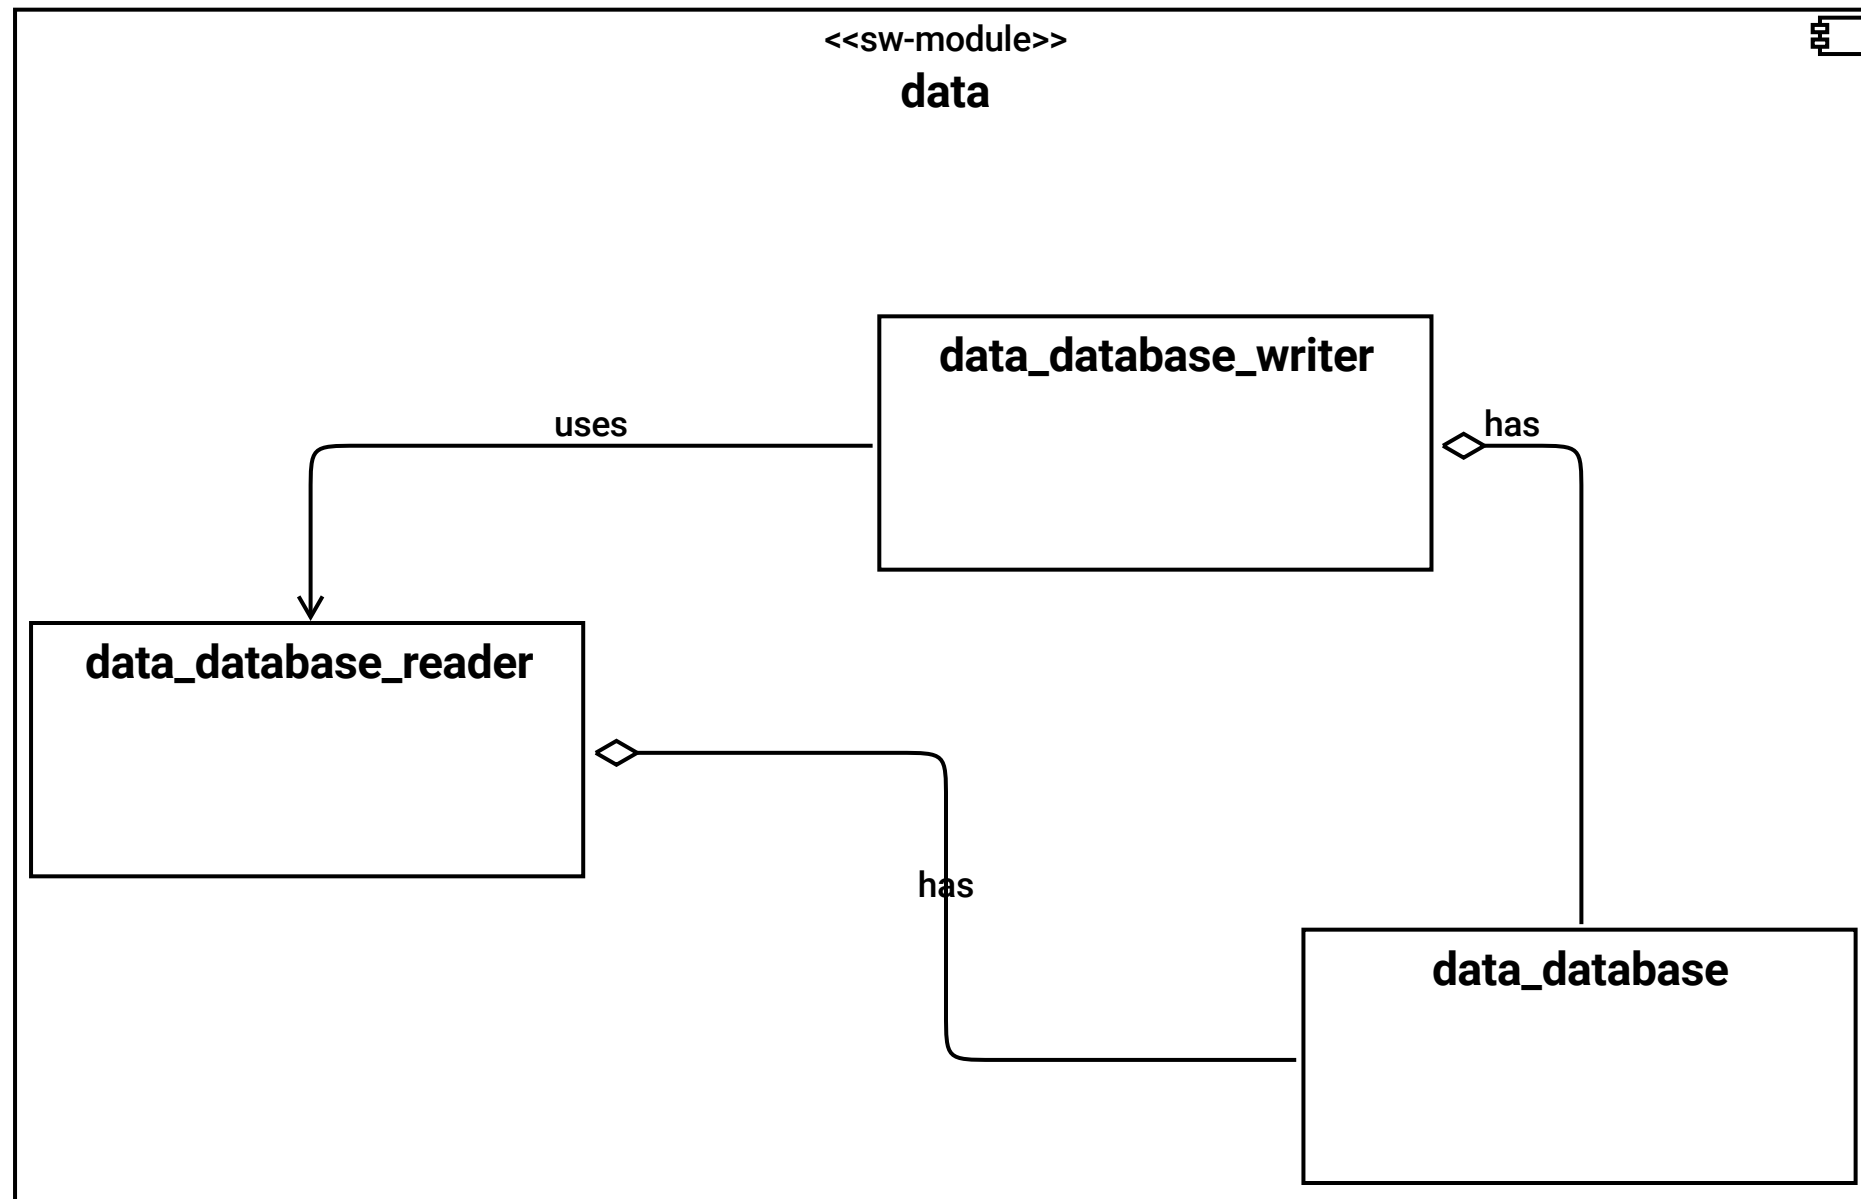 <<sw-module>>
data
data_database_writer
uses
has
data_database_reader
has
data_database